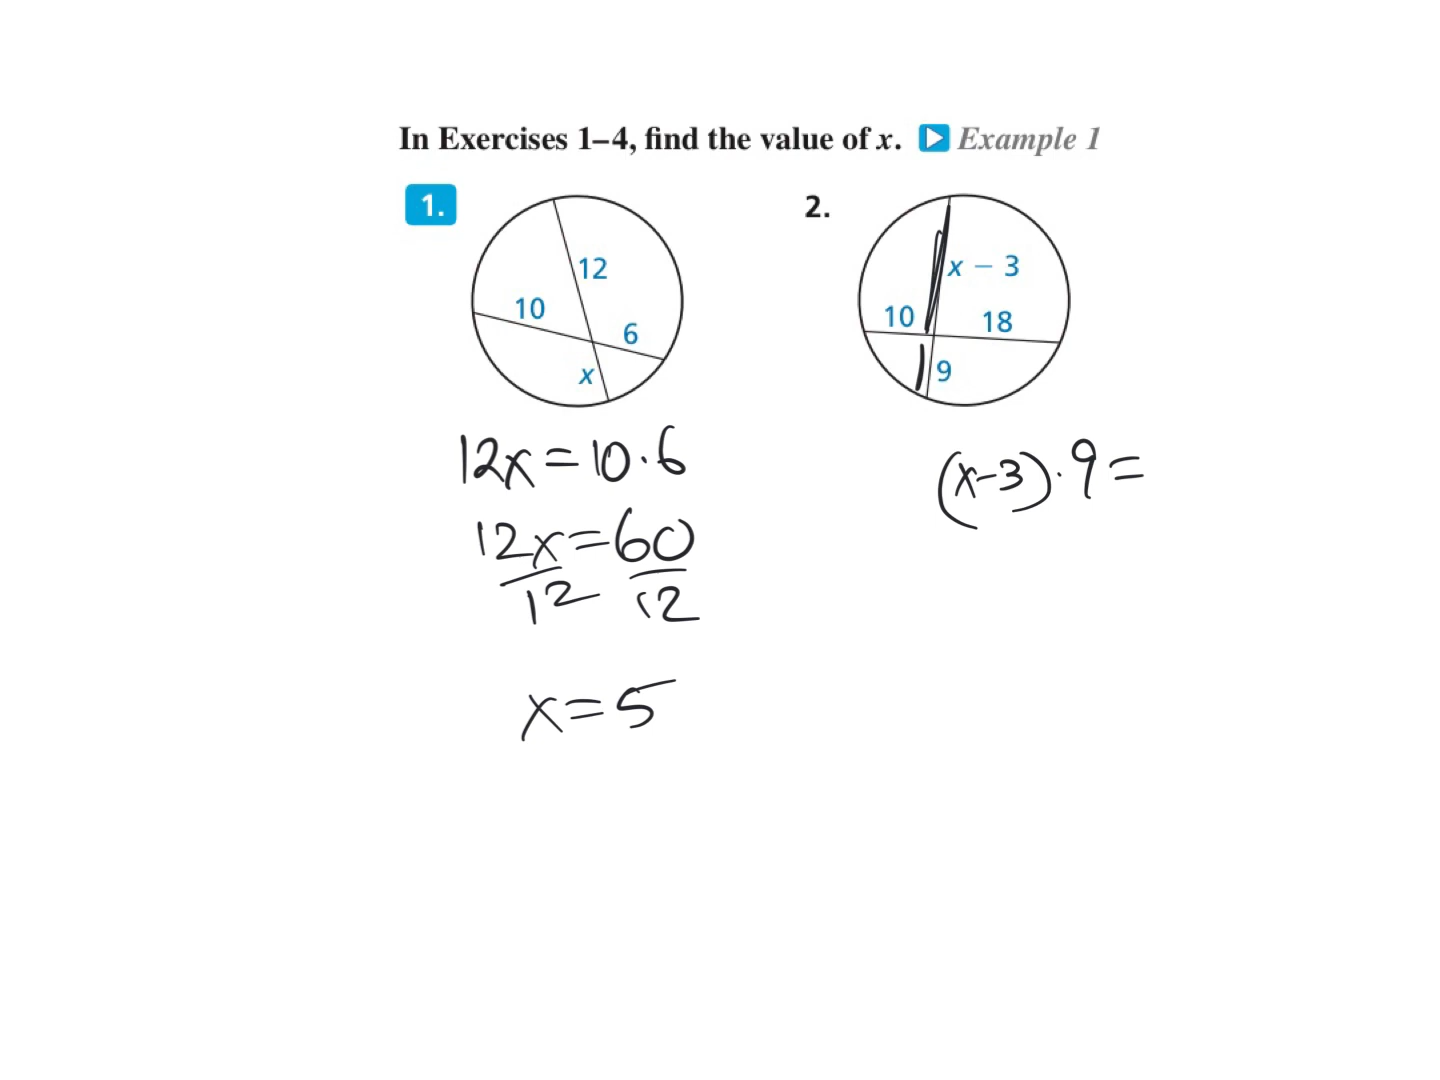 In Exercises 1–4, find the value of x. Example 1
1.
12
10
6
x
2.
x − 3
10
18
9
12x=10·6
12x=60
12 12
x=5
(x-3)·9=